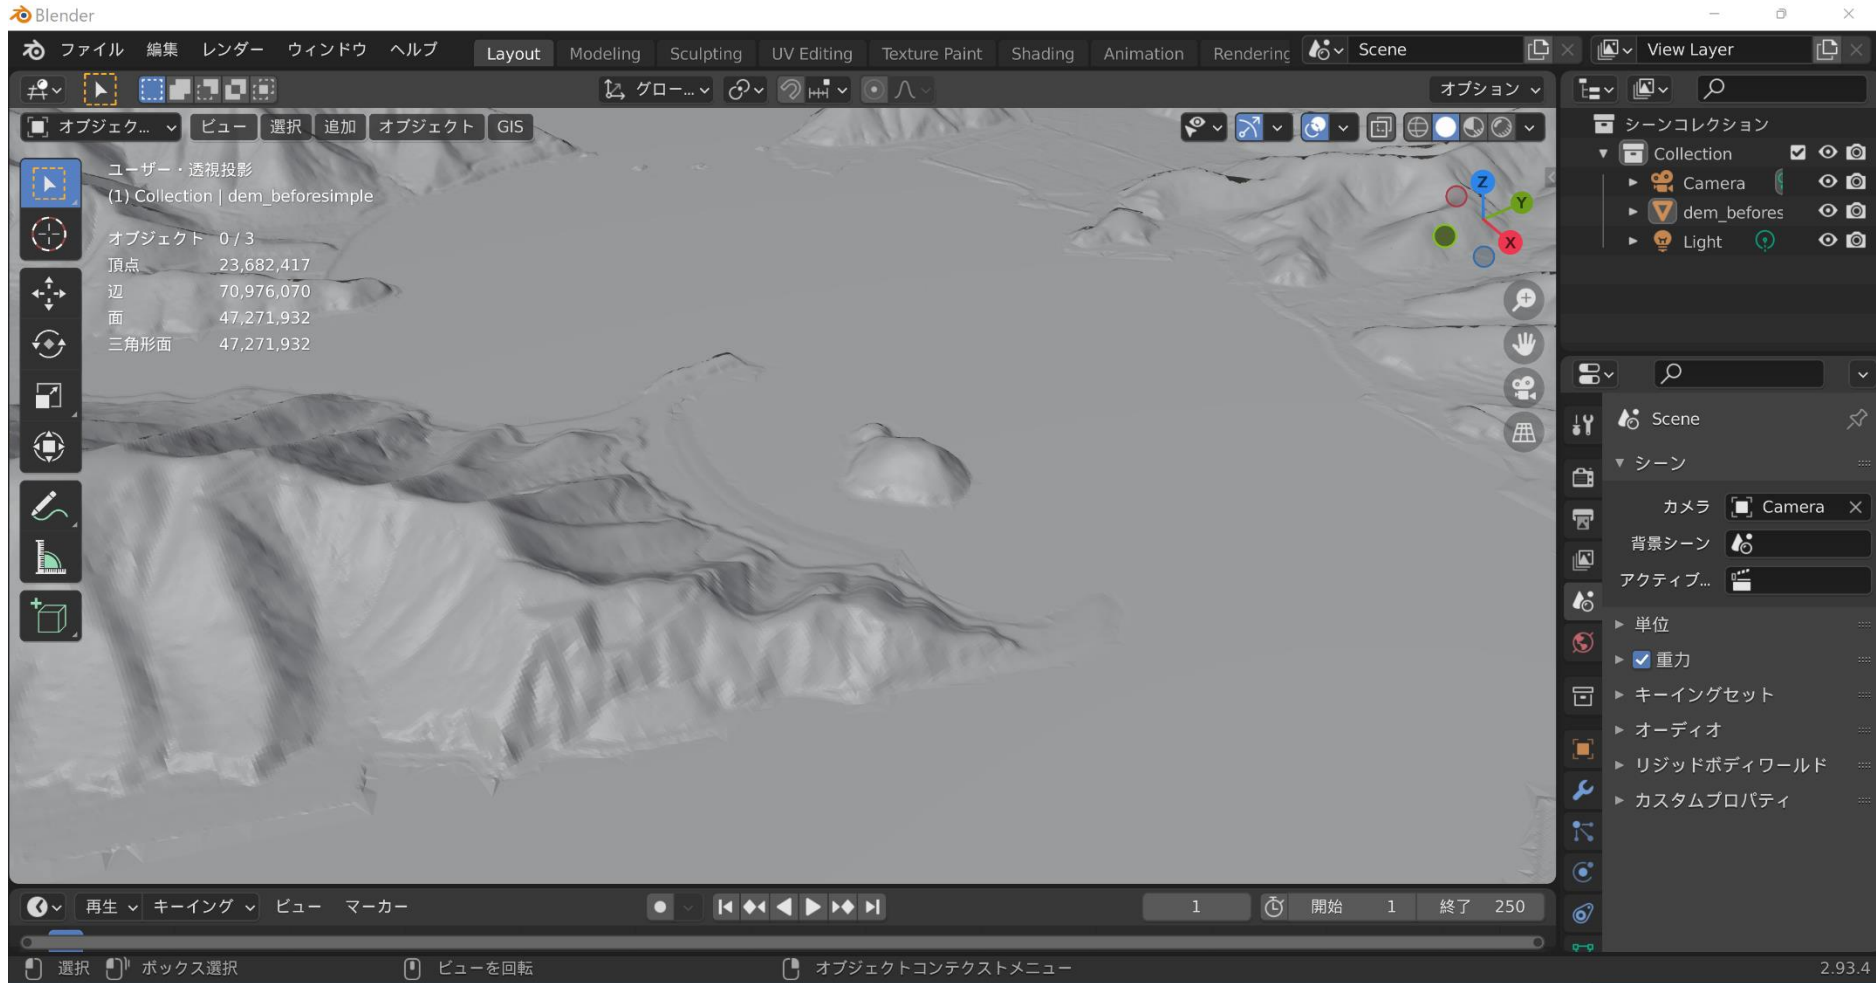 Blender
ファイル 編集 レンダー ウィンドウ ヘルプ Layout Modeling Sculpting UV Editing Texture Paint Shading Animation Rendering Scene View Layer
グロー... オプション
オブジェク... ビュー 選択 追加 オブジェクト GIS
シーンコレクション
Collection
Camera
dem_befores
Light
ユーザー・透視投影
(1) Collection | dem_beforesimple
オブジェクト 0/3
頂点 23,682,417
辺 70,976,070
面 47,271,932
三角形面 47,271,932
Z
Y
X
Scene
シーン
カメラ Camera
背景シーン
アクティブ...
単位
重力
キーイングセット
オーディオ
リジッドボディワールド
カスタムプロパティ
再生 キーイング ビュー マーカー 1 開始 1 終了 250
選択 ボックス選択 ビューを回転 オブジェクトコンテクストメニュー 2.93.4